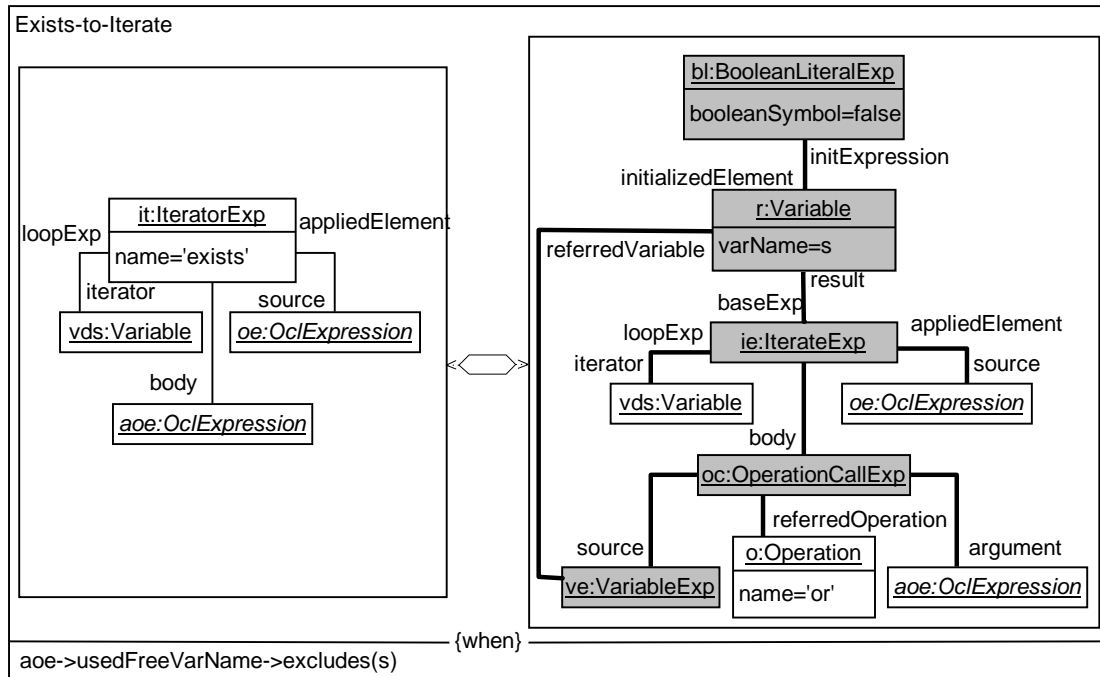 Exists-to-Iterate
it:IteratorExp
name='exists'
loopExp
appliedElement
iterator
source
vds:Variable
oe:OclExpression
body
aoe:OclExpression
bl:BooleanLiteralExp
booleanSymbol=false
initExpression
initializedElement
r:Variable
varName=s
referredVariable
result
baseExp
loopExp
appliedElement
ie:IterateExp
iterator
source
vds:Variable
oe:OclExpression
body
oc:OperationCallExp
referredOperation
source
argument
o:Operation
name='or'
ve:VariableExp
aoe:OclExpression
{when}
aoe->usedFreeVarName->excludes(s)